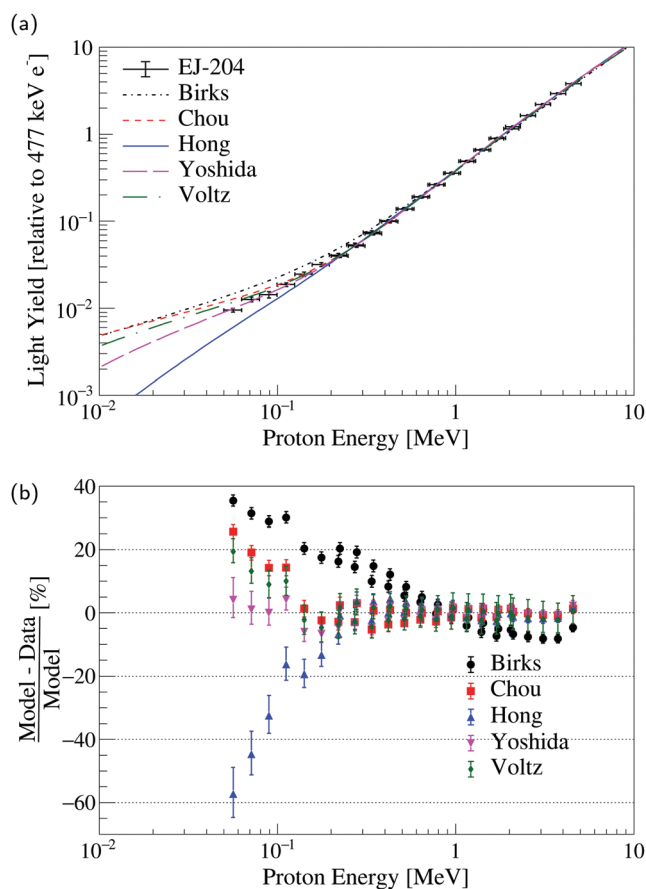 (a)
10
1
10⁻¹
10⁻²
10⁻³
Light Yield [relative to 477 keV e⁻]
EJ-204
Birks
Chou
Hong
Yoshida
Voltz
10⁻² 10⁻¹ 1 10
Proton Energy [MeV]
(b)
40
20
0
−20
−40
−60
Model - Data
Model
[%]
Birks
Chou
Hong
Yoshida
Voltz
10⁻² 10⁻¹ 1 10
Proton Energy [MeV]